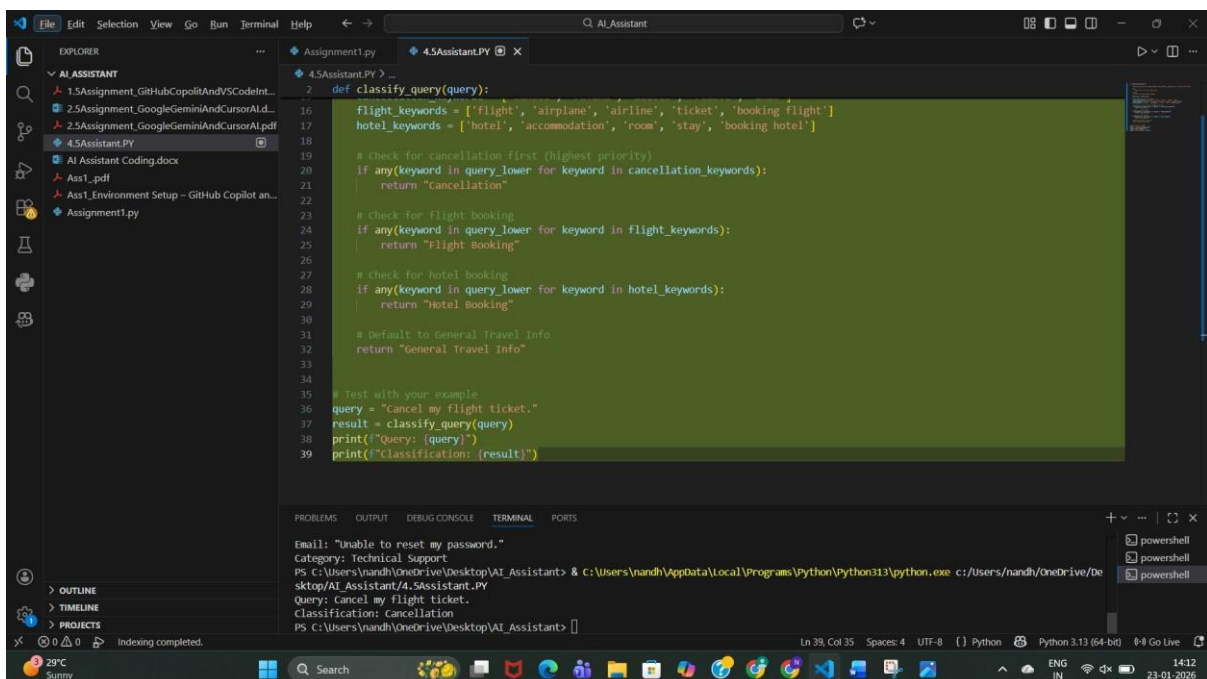 File Edit Selection View Go Run Terminal Help
AI_Assistant
EXPLORER
AI_ASSISTANT
1.5Assignment_GitHubCopolitAndVSCodeInt...
2.5Assignment_GoogleGeminiAndCursorAI.d...
2.5Assignment_GoogleGeminiAndCursorAI.pdf
4.5Assistant.PY
AI Assistant Coding.docx
Ass1_.pdf
Ass1_Environment Setup – GitHub Copilot an...
Assignment1.py
OUTLINE
TIMELINE
PROJECTS
Assignment1.py
4.5Assistant.PY
4.5Assistant.PY > ...
2 def classify_query(query):
16 flight_keywords = ['flight', 'airplane', 'airline', 'ticket', 'booking flight']
17 hotel_keywords = ['hotel', 'accommodation', 'room', 'stay', 'booking hotel']
18
19 # Check for cancellation first (highest priority)
20 if any(keyword in query_lower for keyword in cancellation_keywords):
21 return "Cancellation"
22
23 # Check for flight booking
24 if any(keyword in query_lower for keyword in flight_keywords):
25 return "Flight Booking"
26
27 # Check for hotel booking
28 if any(keyword in query_lower for keyword in hotel_keywords):
29 return "Hotel Booking"
30
31 # Default to General Travel Info
32 return "General Travel Info"
33
34
35 # Test with your example
36 query = "Cancel my flight ticket."
37 result = classify_query(query)
38 print(f"Query: {query}")
39 print(f"Classification: {result}")
PROBLEMS OUTPUT DEBUG CONSOLE TERMINAL PORTS
Email: "Unable to reset my password."
Category: Technical Support
PS C:\Users\nandh\OneDrive\Desktop\AI_Assistant> & C:\Users\nandh\AppData\Local\Programs\Python\Python313\python.exe c:/Users/nandh/OneDrive/De
sktop/AI_Assistant/4.5Assistant.PY
Query: Cancel my flight ticket.
Classification: Cancellation
PS C:\Users\nandh\OneDrive\Desktop\AI_Assistant>
powershell
powershell
powershell
0 0 Indexing completed.
Ln 39, Col 35 Spaces: 4 UTF-8 {} Python Python 3.13 (64-bit) Go Live
3
29°C
Sunny
Search
ENG
IN
14:12
23-01-2026